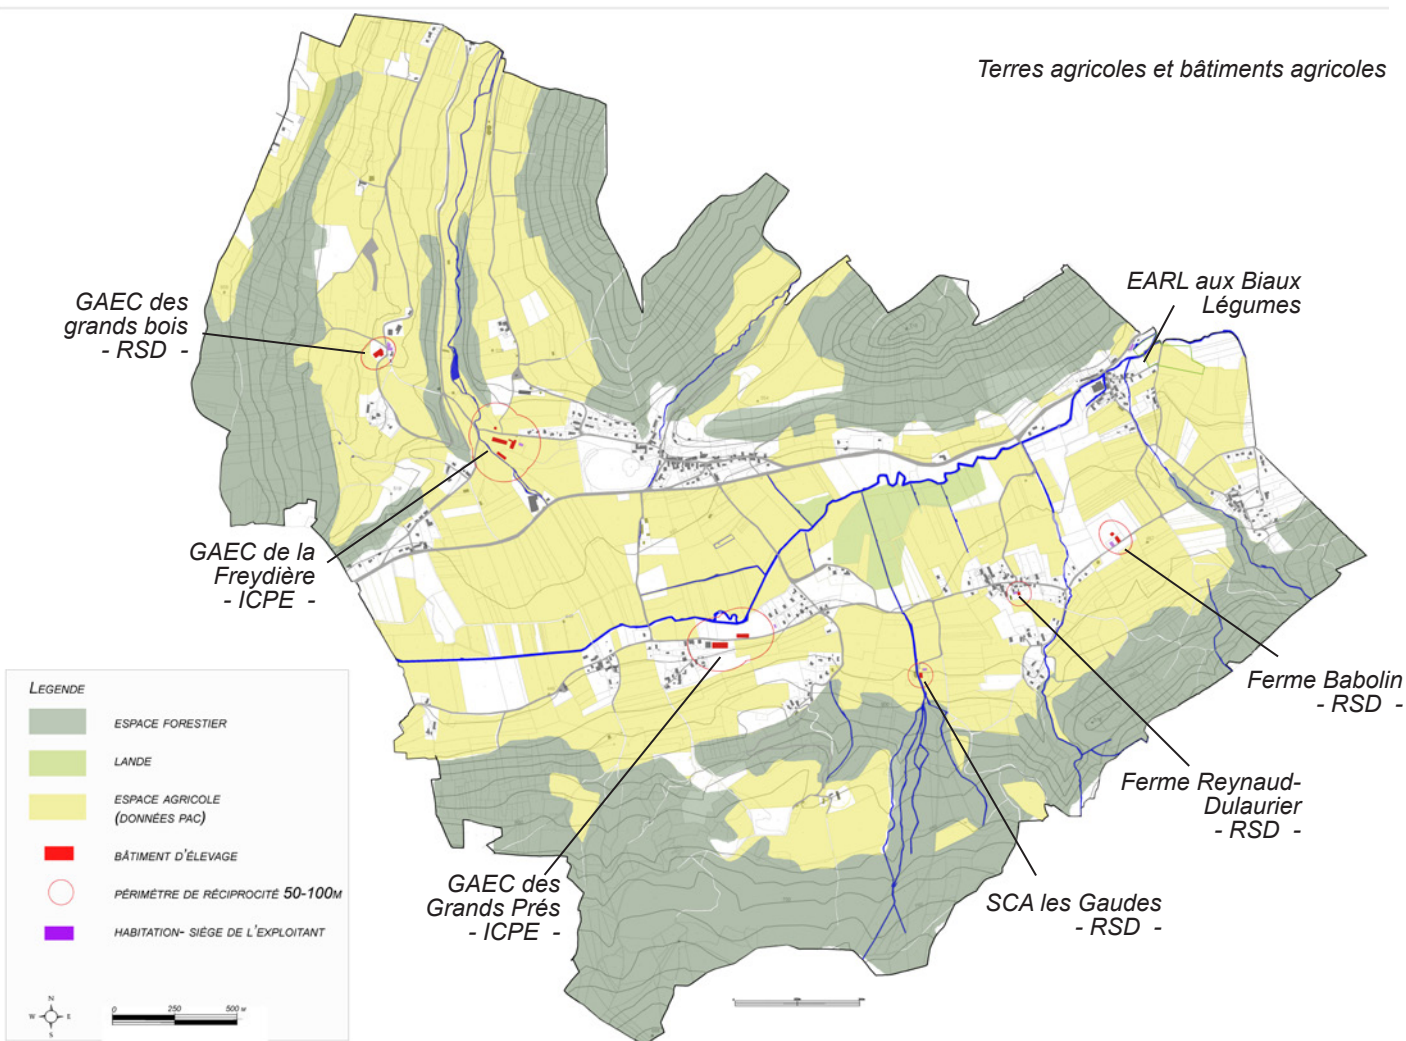 Terres agricoles et bâtiments agricoles
EARL aux Biaux
Légumes
GAEC des
grands bois
- RSD -
GAEC de la
Freydière
- ICPE -
Ferme Babolin
- RSD -
Ferme Reynaud-
Dulaurier
- RSD -
GAEC des
Grands Prés
- ICPE -
SCA les Gaudes
- RSD -
LEGENDE
ESPACE FORESTIER
LANDE
ESPACE AGRICOLE
(DONNÉES PAC)
BÂTIMENT D'ÉLEVAGE
PÉRIMÈTRE DE RÉCIPROCITÉ 50-100M
HABITATION- SIÈGE DE L'EXPLOITANT
N
W E
S
0 250 500 M